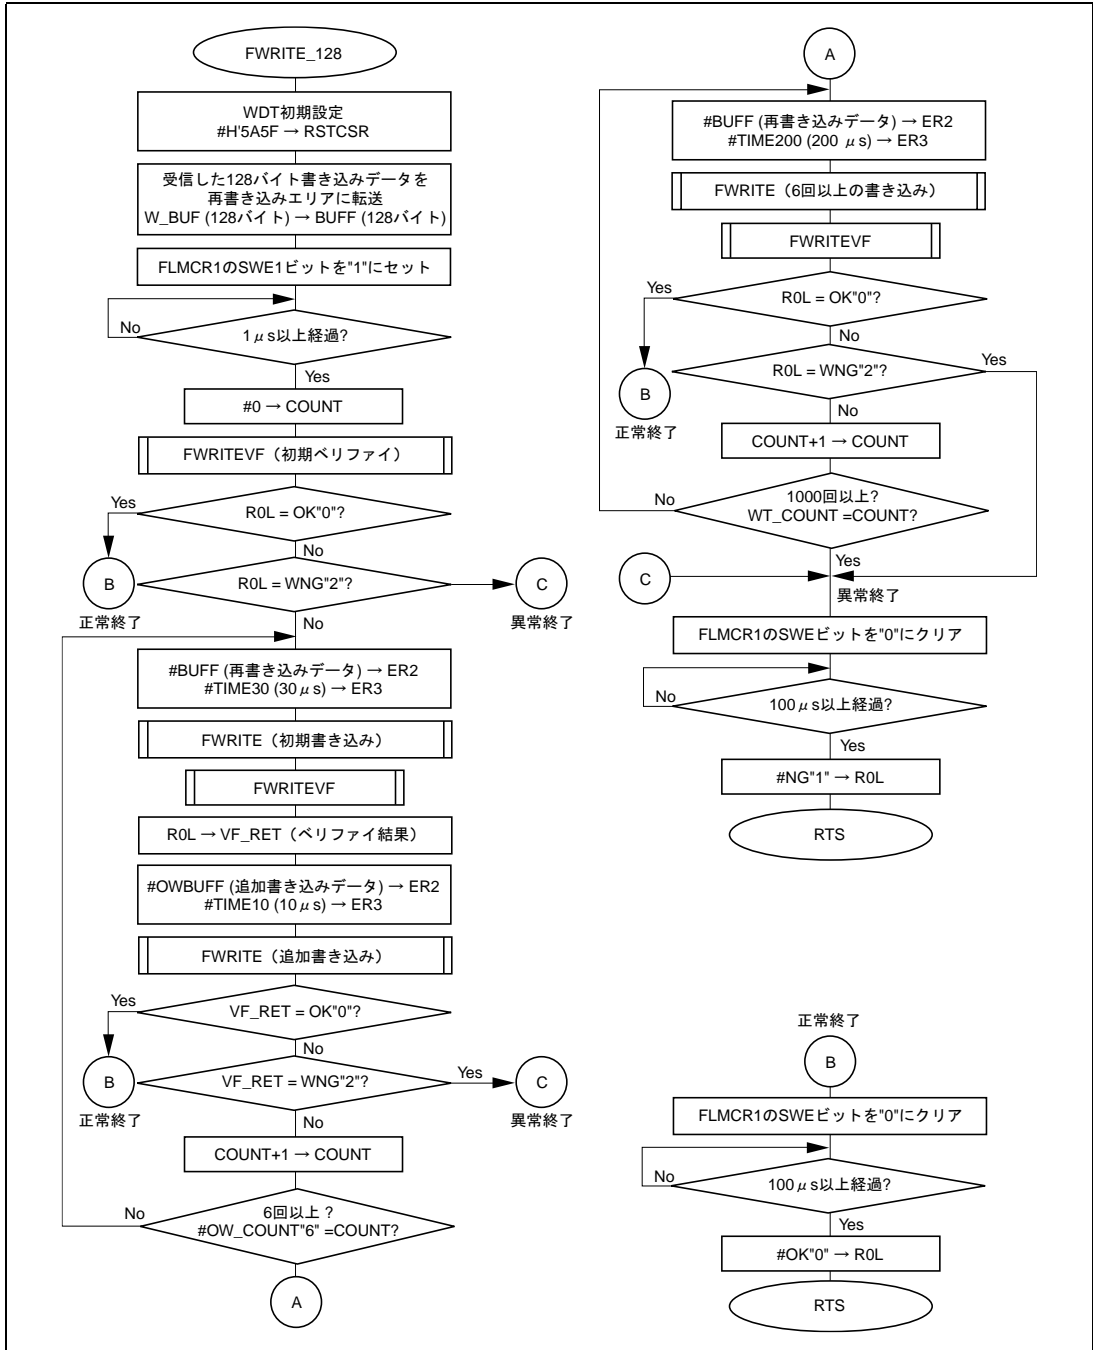 FWRITE_128
WDT初期設定
#H'5A5F → RSTCSR
受信した128バイト書き込みデータを
再書き込みエリアに転送
W_BUF (128バイト) → BUFF (128バイト)
FLMCR1のSWE1ビットを"1"にセット
No
1μs以上経過?
Yes
#0 → COUNT
FWRITEVF（初期ベリファイ）
Yes
R0L = OK"0"?
No
B
R0L = WNG"2"?
C
正常終了
異常終了
No
#BUFF (再書き込みデータ) → ER2
#TIME30 (30μs) → ER3
FWRITE（初期書き込み）
FWRITEVF
R0L → VF_RET（ベリファイ結果）
#OWBUFF (追加書き込みデータ) → ER2
#TIME10 (10μs) → ER3
FWRITE（追加書き込み）
Yes
VF_RET = OK"0"?
No
B
VF_RET = WNG"2"?
Yes
C
正常終了
異常終了
No
COUNT+1 → COUNT
No
6回以上 ?
#OW_COUNT"6" =COUNT?
A
A
#BUFF (再書き込みデータ) → ER2
#TIME200 (200 μs) → ER3
FWRITE（6回以上の書き込み）
FWRITEVF
Yes
R0L = OK"0"?
No
R0L = WNG"2"?
Yes
B
正常終了
No
COUNT+1 → COUNT
No
1000回以上?
WT_COUNT =COUNT?
Yes
C
異常終了
FLMCR1のSWEビットを"0"にクリア
No
100μs以上経過?
Yes
#NG"1" → R0L
RTS
正常終了
B
FLMCR1のSWEビットを"0"にクリア
No
100μs以上経過?
Yes
#OK"0" → R0L
RTS